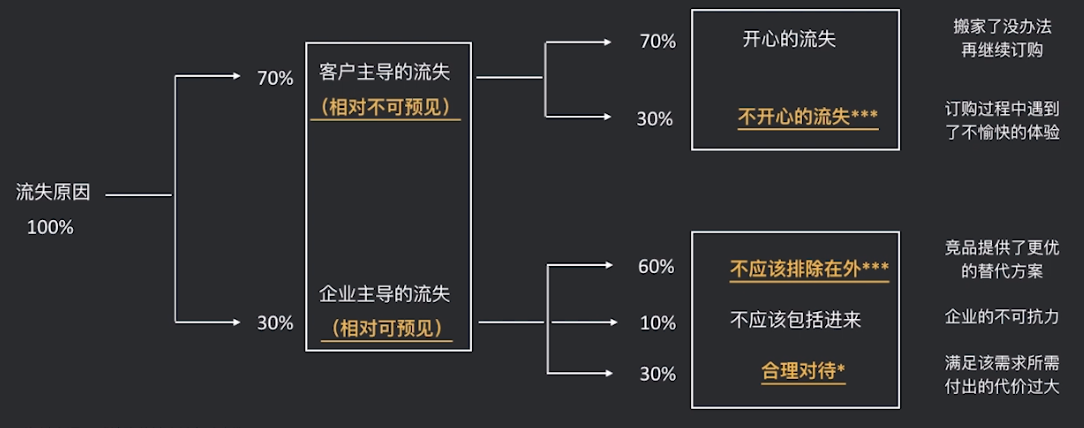 流失原因
100%
70%
客户主导的流失
（相对不可预见）
30%
企业主导的流失
（相对可预见）
70%
开心的流失
搬家了没办法
再继续订购
30%
不开心的流失***
订购过程中遇到
了不愉快的体验
60%
不应该排除在外***
竞品提供了更优
的替代方案
10%
不应该包括进来
企业的不可抗力
30%
合理对待*
满足该需求所需
付出的代价过大